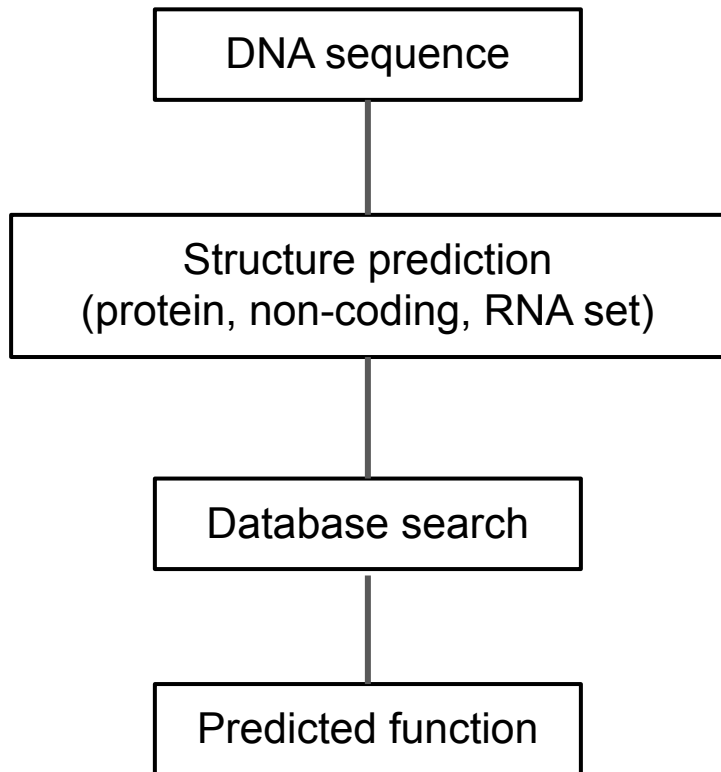 DNA sequence
Structure prediction
(protein, non-coding, RNA set)
Database search
Predicted function